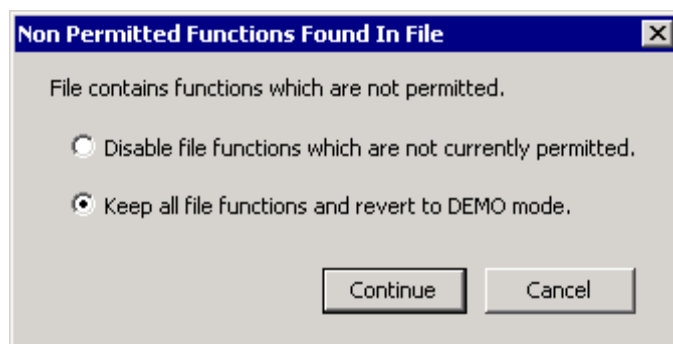 Non Permitted Functions Found In File
File contains functions which are not permitted.
Disable file functions which are not currently permitted.
Keep all file functions and revert to DEMO mode.
Continue
Cancel